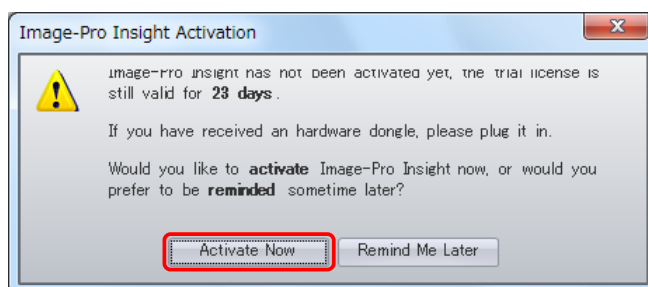 Image-Pro Insight Activation
Image-Pro Insight has not been activated yet, the trial license is
still valid for 23 days.
If you have received an hardware dongle, please plug it in.
Would you like to activate Image-Pro Insight now, or would you
prefer to be reminded sometime later?
Activate Now
Remind Me Later